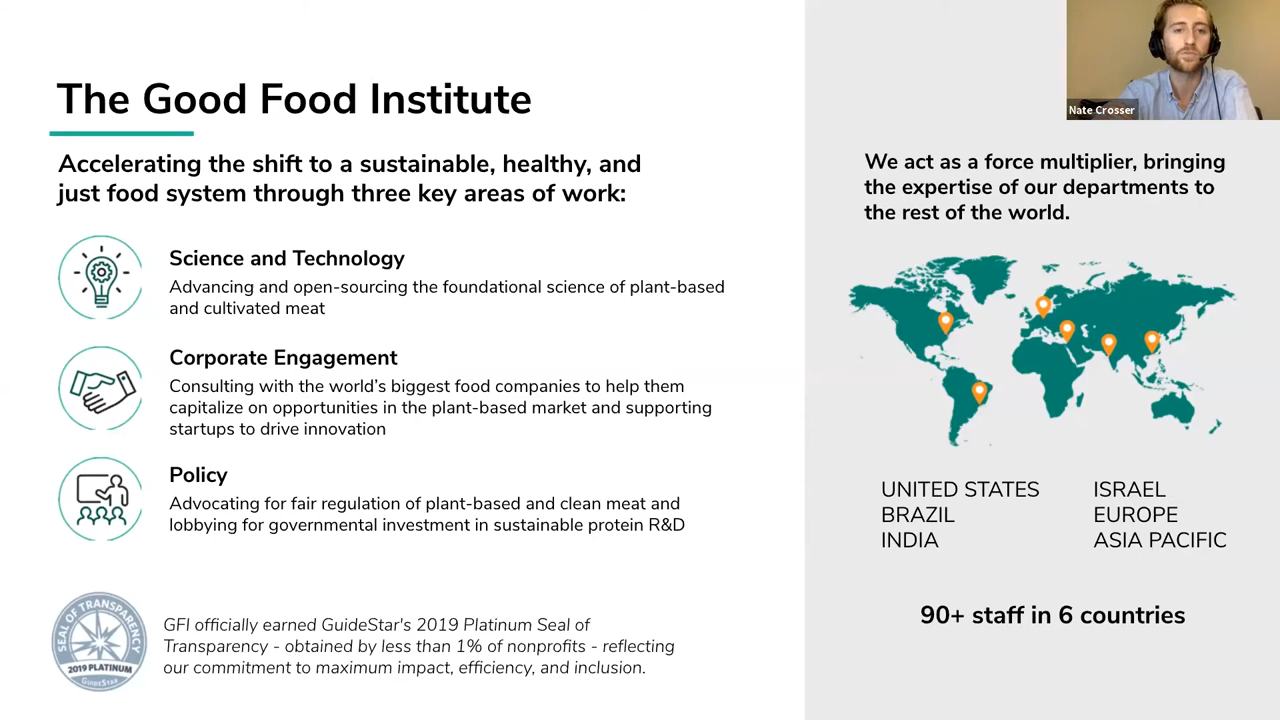 The Good Food Institute
Accelerating the shift to a sustainable, healthy, and
just food system through three key areas of work:
Science and Technology
Advancing and open-sourcing the foundational science of plant-based
and cultivated meat
Corporate Engagement
Consulting with the world’s biggest food companies to help them
capitalize on opportunities in the plant-based market and supporting
startups to drive innovation
Policy
Advocating for fair regulation of plant-based and clean meat and
lobbying for governmental investment in sustainable protein R&D
SEAL OF TRANSPARENCY
2019 PLATINUM
GUIDESTAR
GFI officially earned GuideStar's 2019 Platinum Seal of
Transparency - obtained by less than 1% of nonprofits - reflecting
our commitment to maximum impact, efficiency, and inclusion.
Nate Crosser
We act as a force multiplier, bringing
the expertise of our departments to
the rest of the world.
UNITED STATES
BRAZIL
INDIA
ISRAEL
EUROPE
ASIA PACIFIC
90+ staff in 6 countries